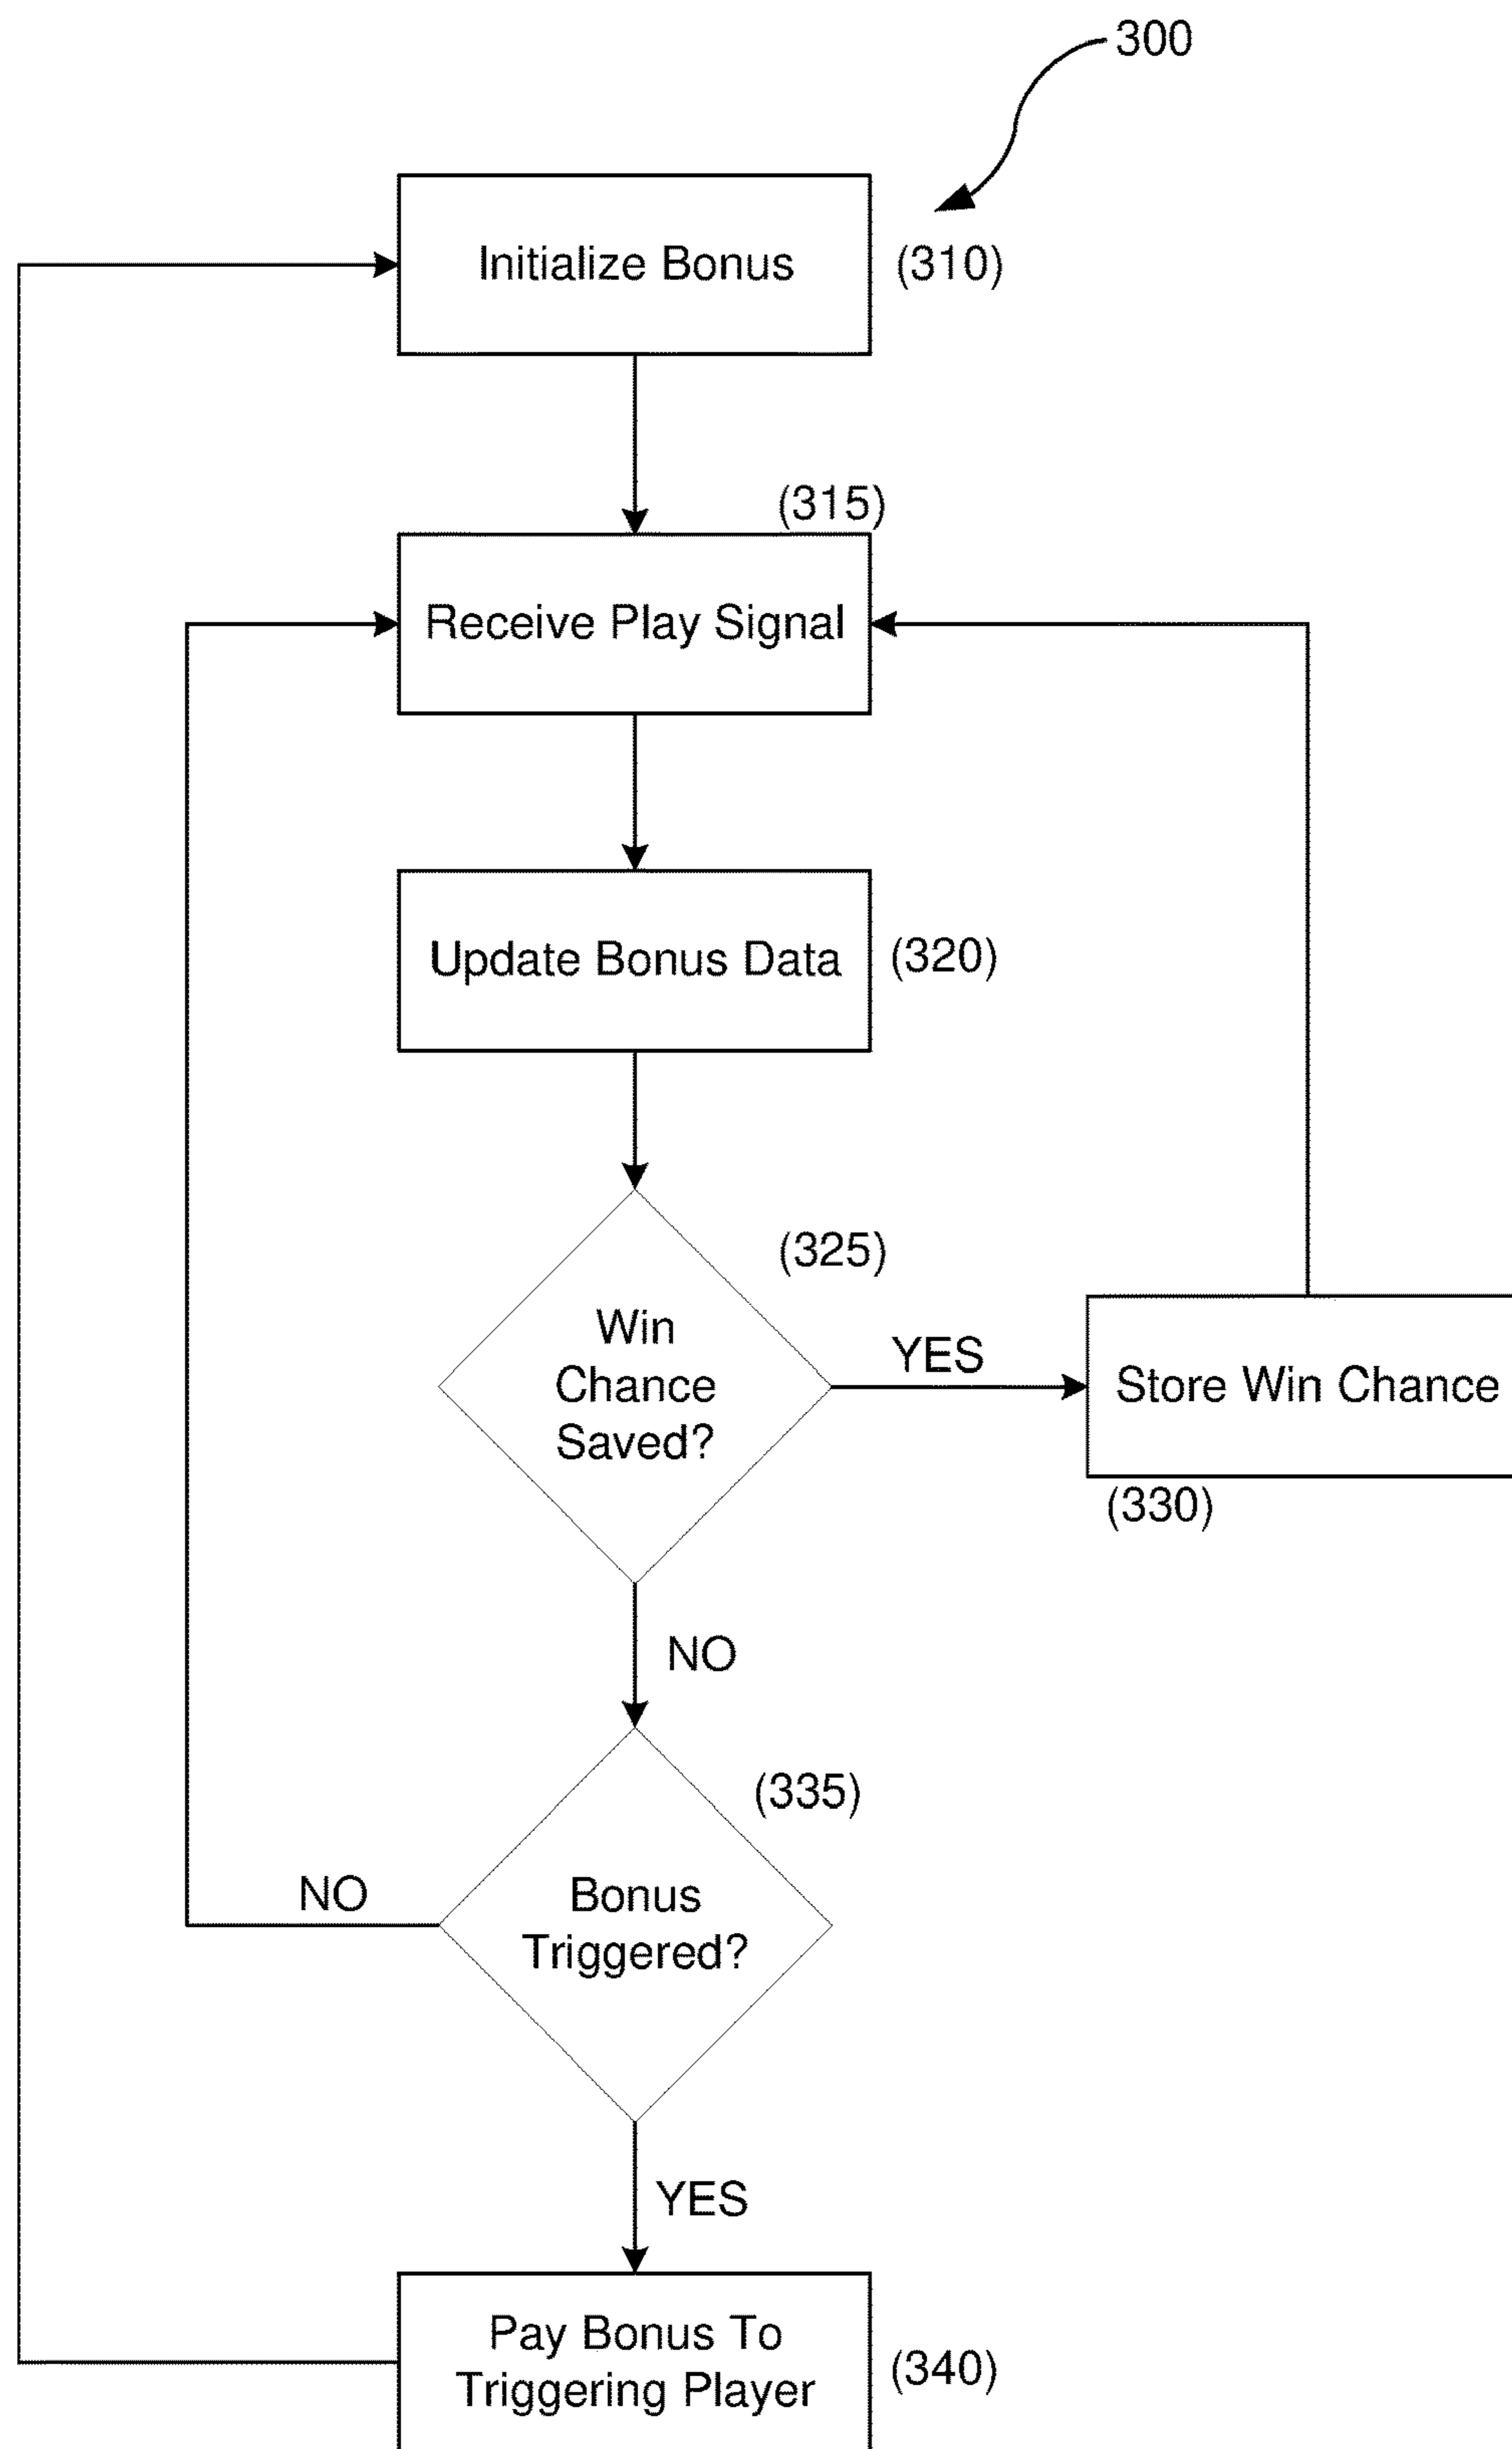 300
Initialize Bonus
(310)
(315)
Receive Play Signal
Update Bonus Data
(320)
(325)
Win
Chance
Saved?
YES
Store Win Chance
(330)
NO
(335)
Bonus
Triggered?
NO
YES
Pay Bonus To
Triggering Player
(340)